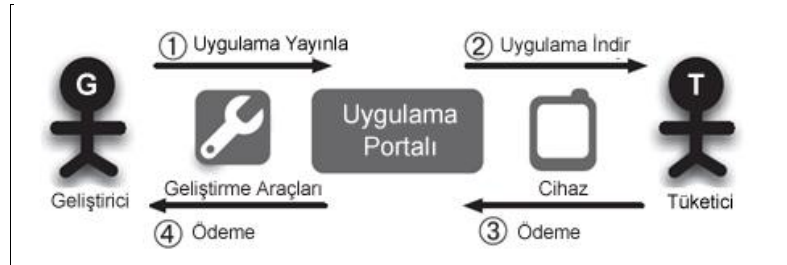 ① Uygulama Yayınla
② Uygulama İndir
G
T
Uygulama
Portalı
Geliştirici
Geliştirme Araçları
Cihaz
Tüketici
④ Ödeme
③ Ödeme